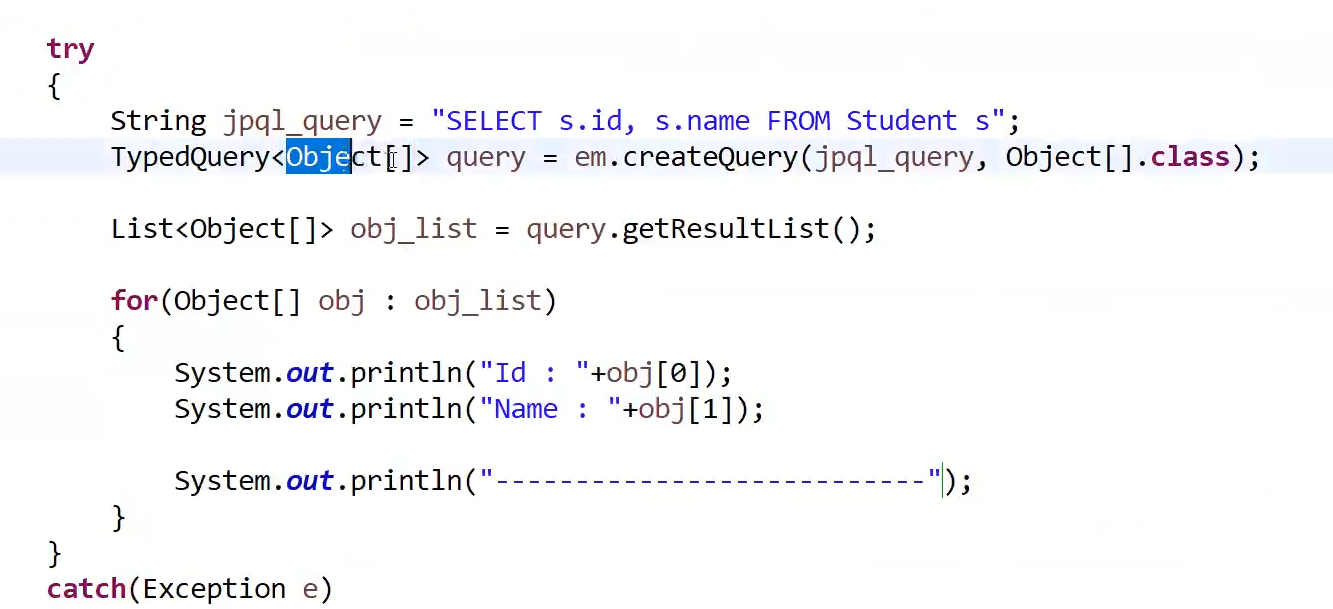 try
{
String jpql_query = "SELECT s.id, s.name FROM Student s";
TypedQuery<Object[]> query = em.createQuery(jpql_query, Object[].class);
List<Object[]> obj_list = query.getResultList();
for(Object[] obj : obj_list)
{
System.out.println("Id : "+obj[0]);
System.out.println("Name : "+obj[1]);
System.out.println("---------------------------");
}
}
catch(Exception e)